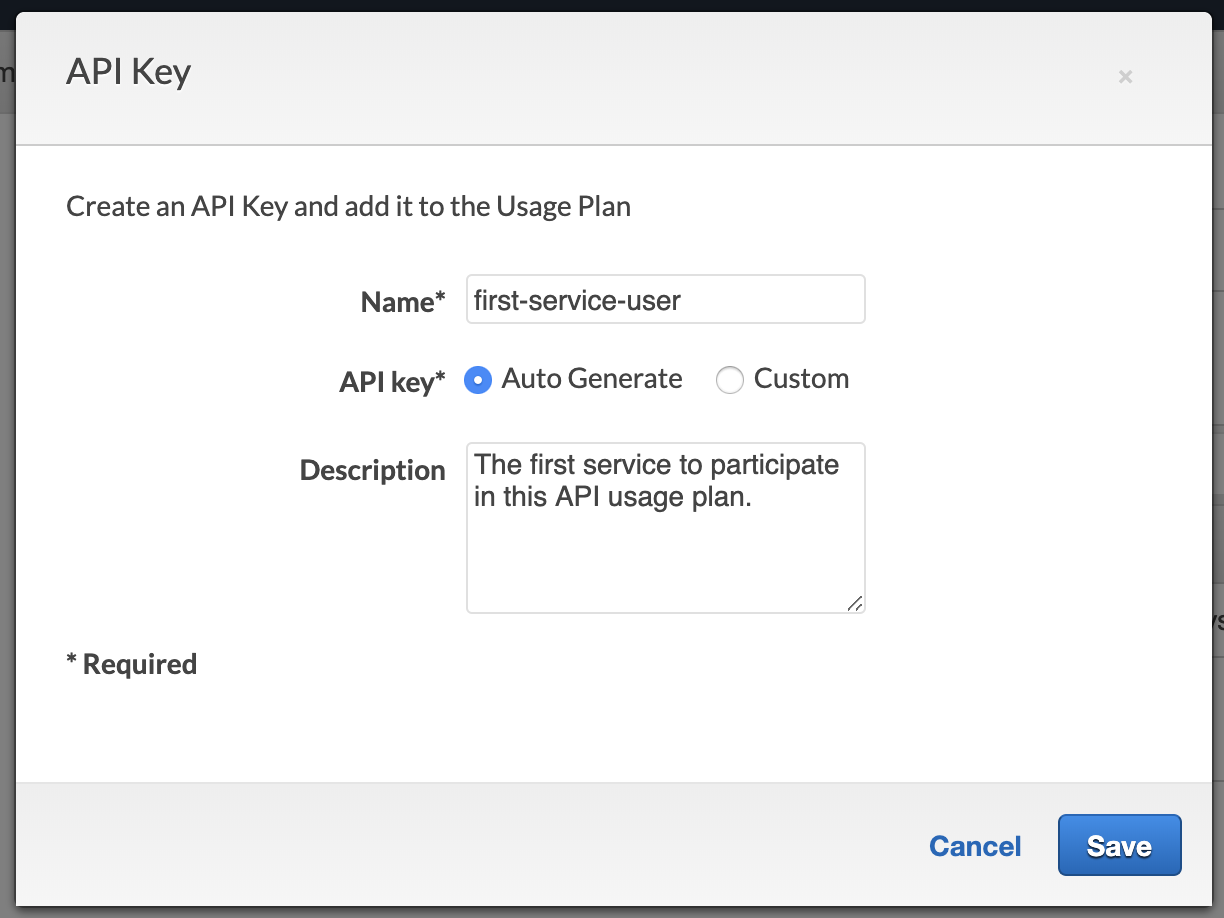 API Key
×
Create an API Key and add it to the Usage Plan
Name* first-service-user
API key* Auto Generate Custom
Description The first service to participate
in this API usage plan.
* Required
Cancel Save